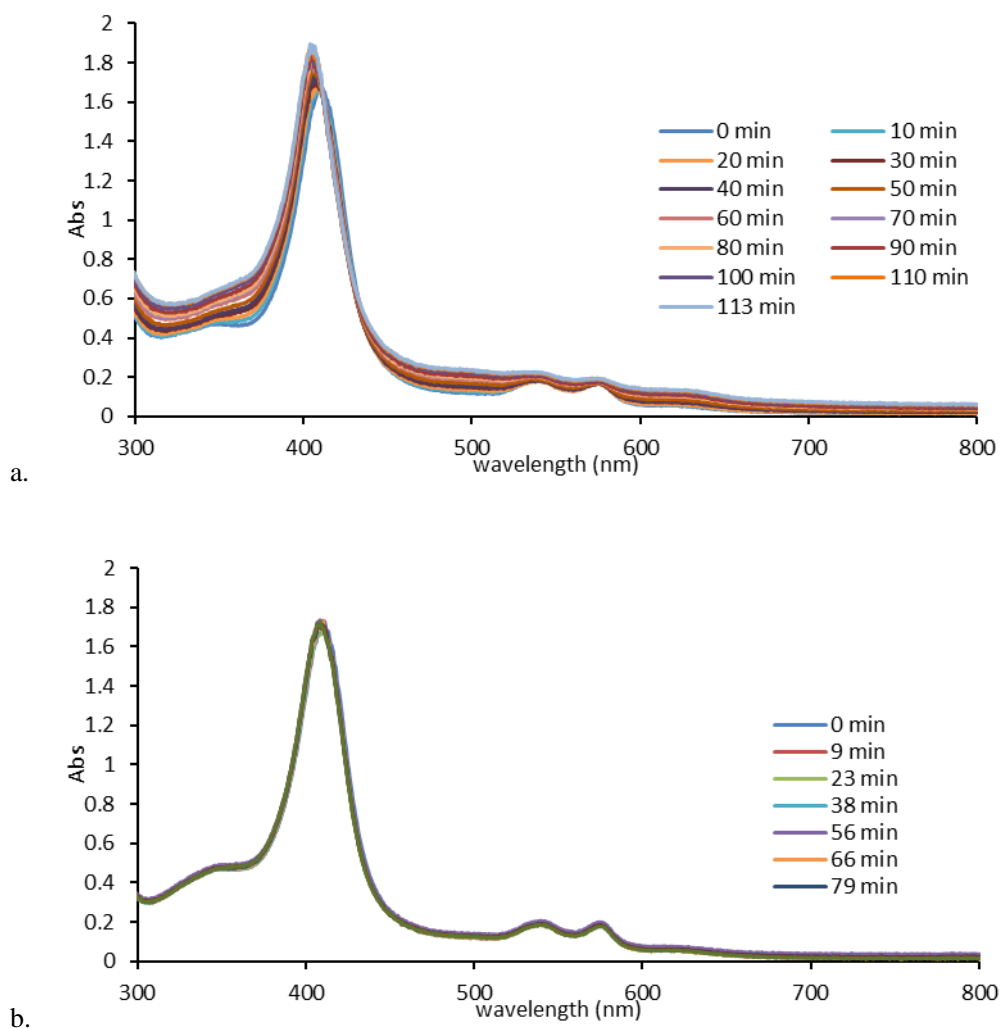 2
1.8
1.6
1.4
1.2
1
0.8
0.6
0.4
0.2
0
Abs
300 400 500 600 700 800
wavelength (nm)
0 min 10 min
20 min 30 min
40 min 50 min
60 min 70 min
80 min 90 min
100 min 110 min
113 min
a.
2
1.8
1.6
1.4
1.2
1
0.8
0.6
0.4
0.2
0
Abs
300 400 500 600 700 800
wavelength (nm)
0 min
9 min
23 min
38 min
56 min
66 min
79 min
b.